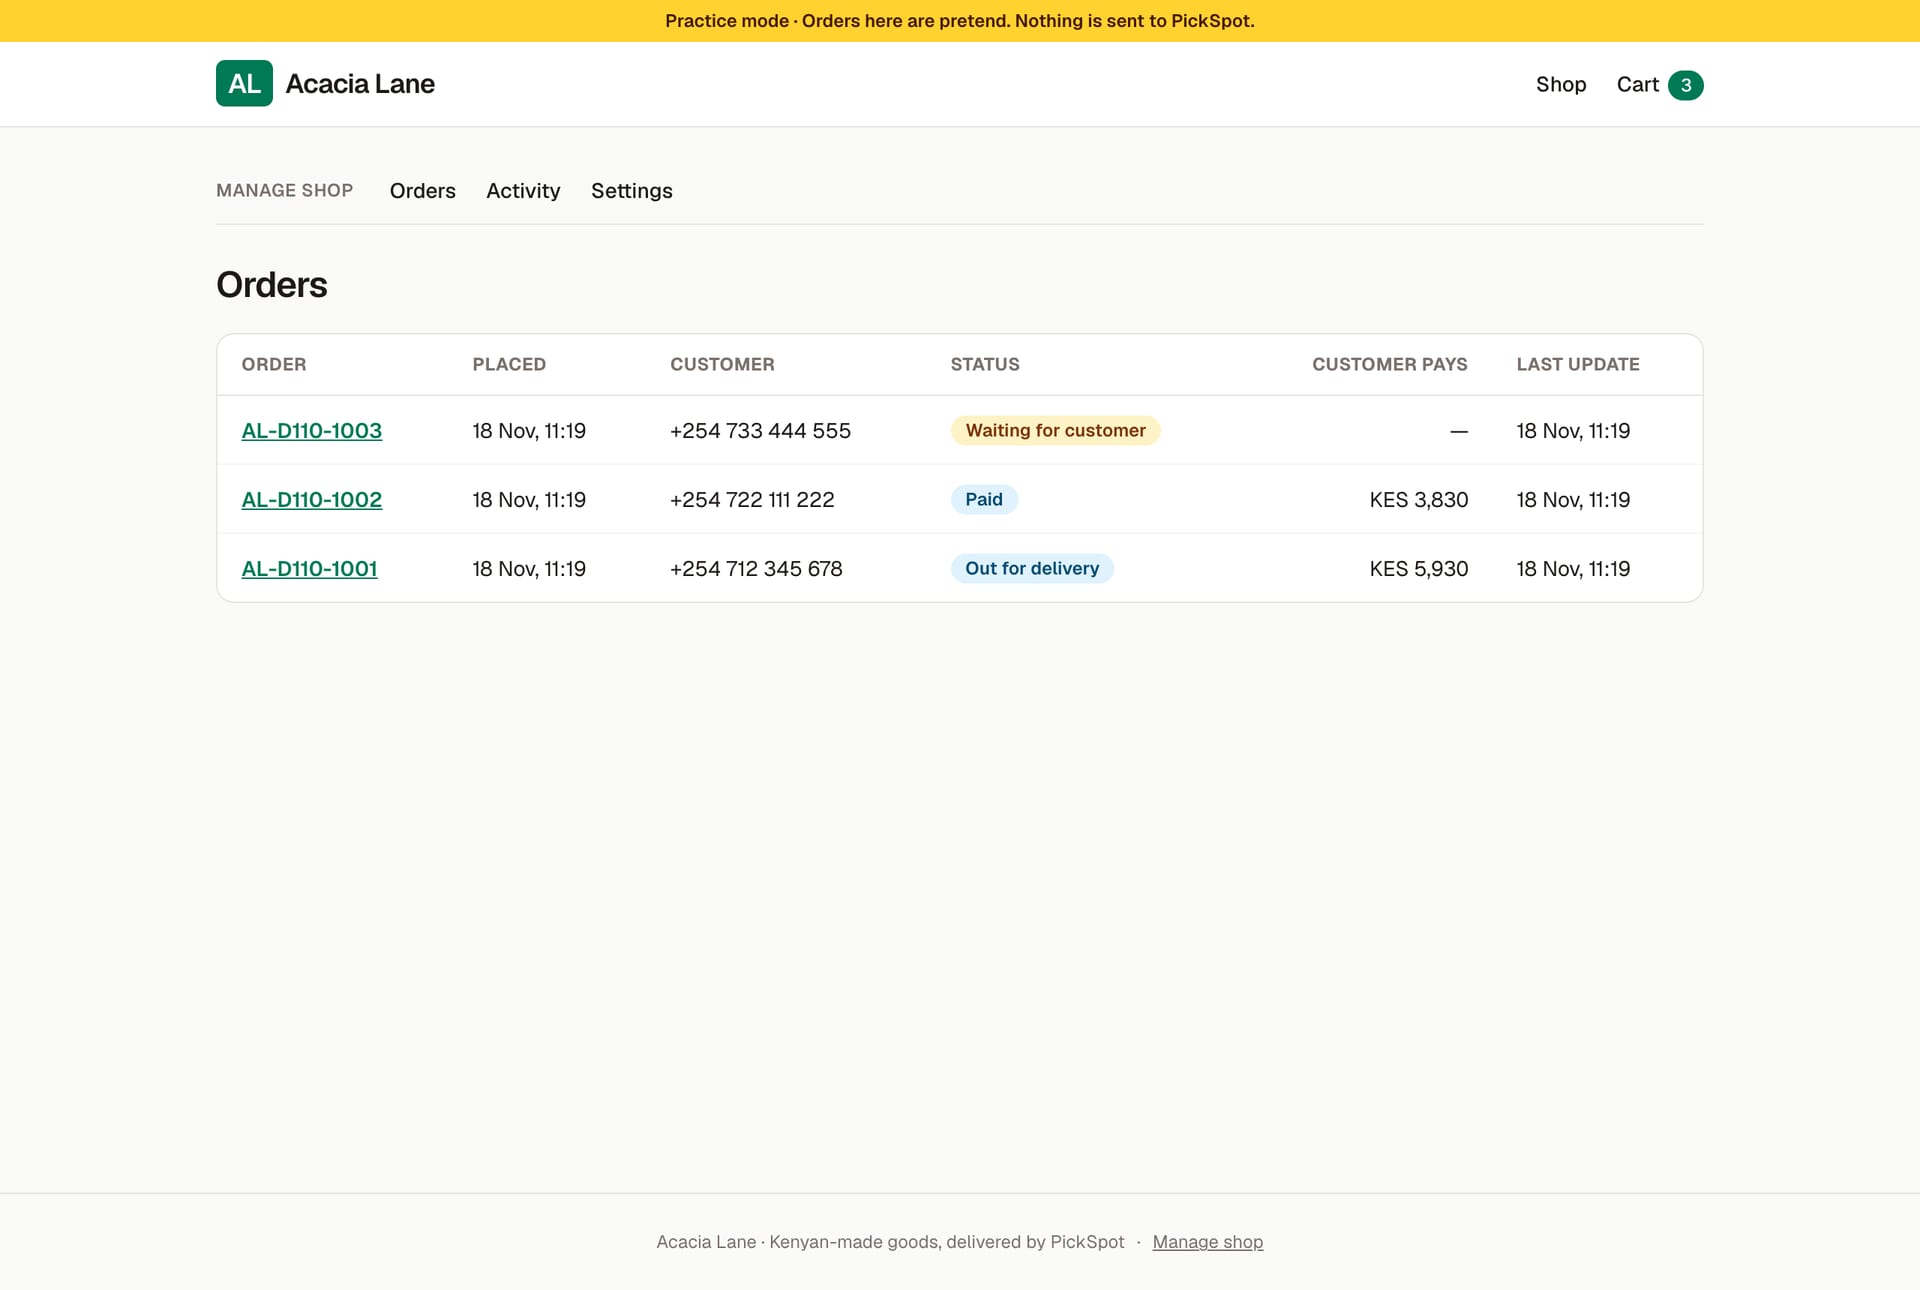 Practice mode · Orders here are pretend. Nothing is sent to PickSpot.
AL Acacia Lane Shop Cart 3
MANAGE SHOP Orders Activity Settings
Orders
ORDER PLACED CUSTOMER STATUS CUSTOMER PAYS LAST UPDATE
AL-D110-1003 18 Nov, 11:19 +254 733 444 555 Waiting for customer — 18 Nov, 11:19
AL-D110-1002 18 Nov, 11:19 +254 722 111 222 Paid KES 3,830 18 Nov, 11:19
AL-D110-1001 18 Nov, 11:19 +254 712 345 678 Out for delivery KES 5,930 18 Nov, 11:19
Acacia Lane · Kenyan-made goods, delivered by PickSpot · Manage shop